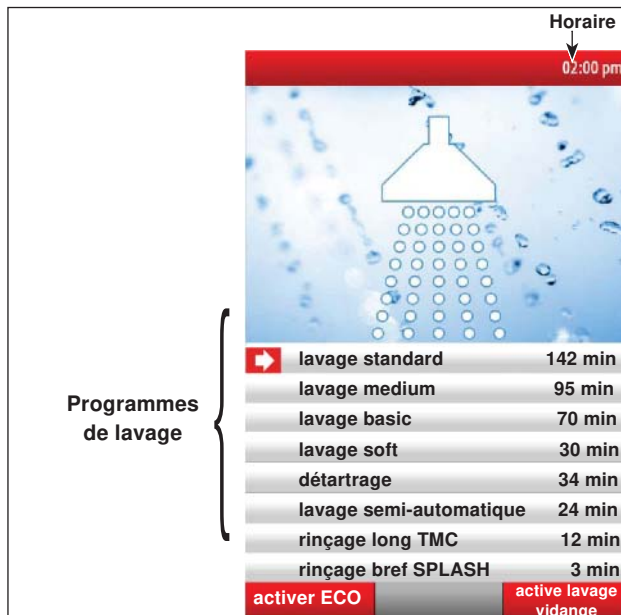 Horaire
02:00 pm
lavage standard 142 min
lavage medium 95 min
lavage basic 70 min
lavage soft 30 min
détartrage 34 min
lavage semi-automatique 24 min
rinçage long TMC 12 min
rinçage bref SPLASH 3 min
Programmes
de lavage
activer ECO
active lavage
vidange